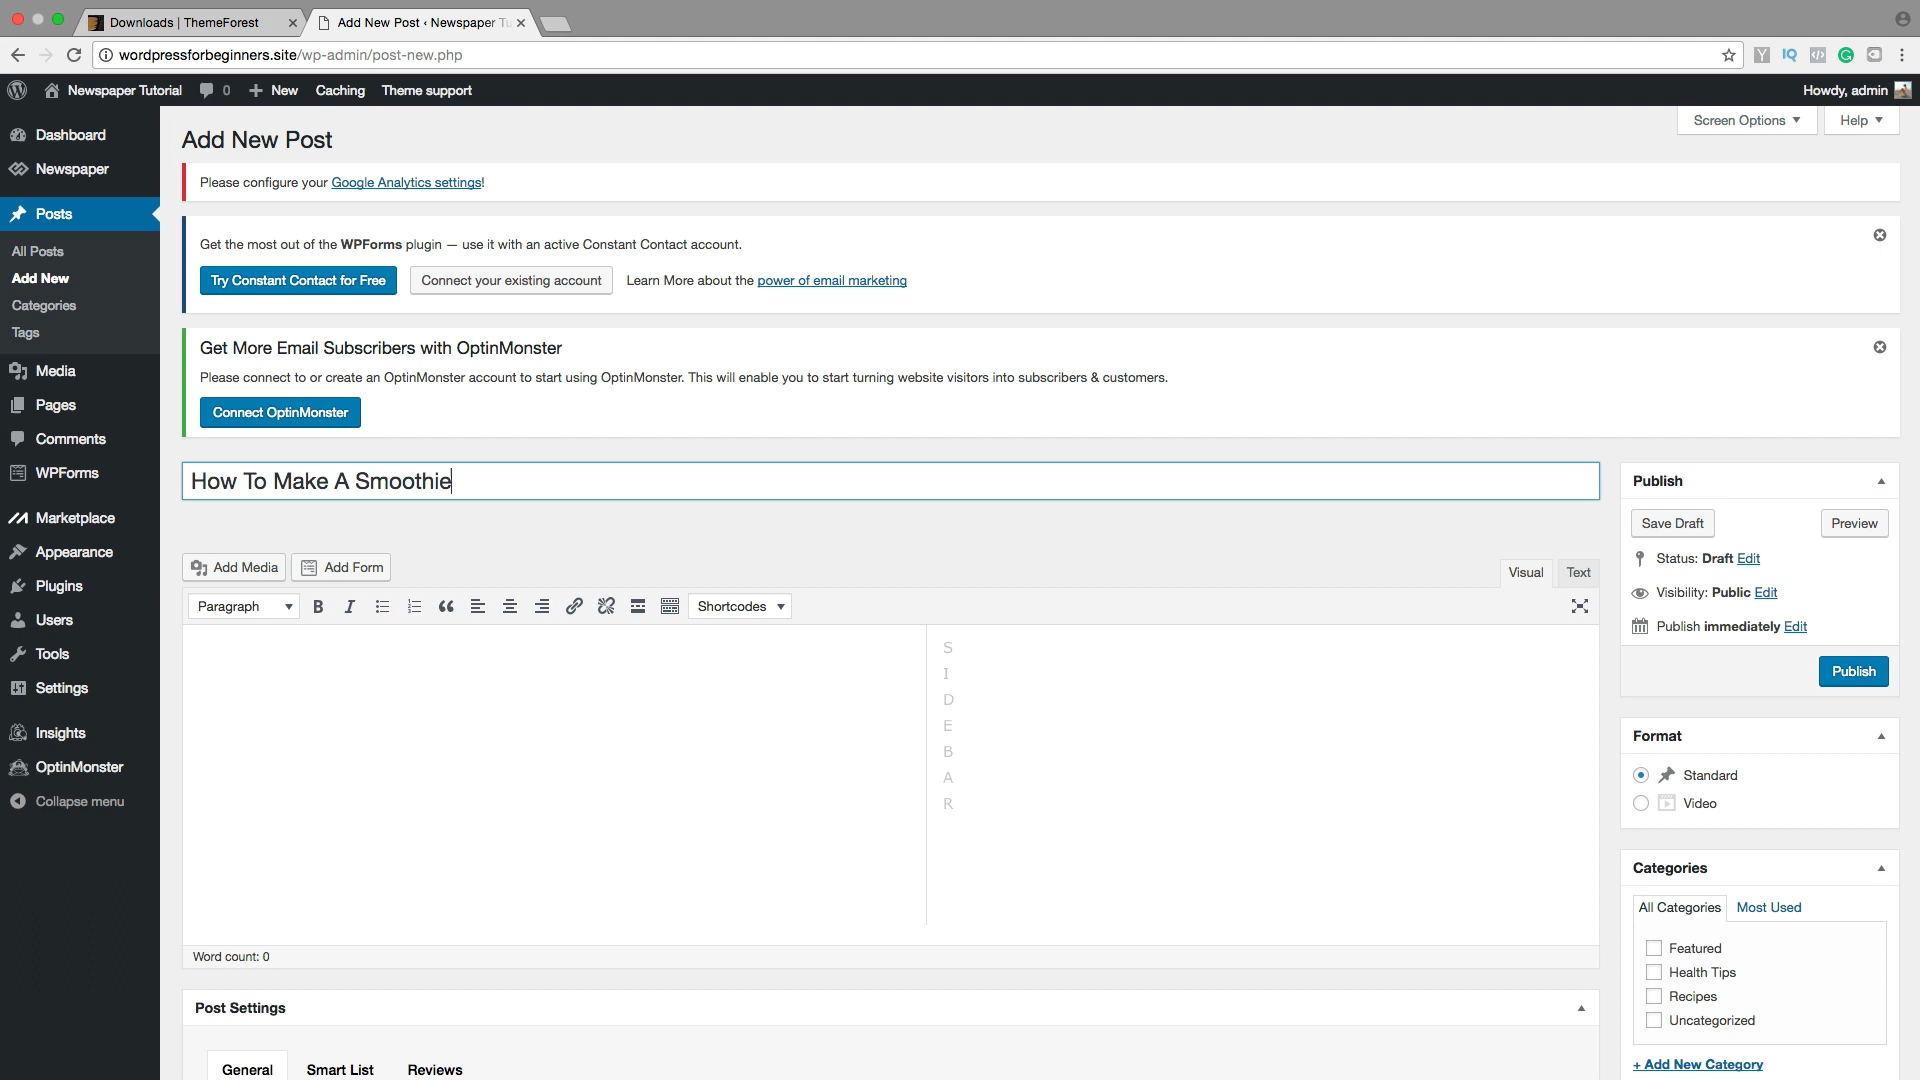 Downloads | ThemeForest
Add New Post ‹ Newspaper Tu
wordpressforbeginners.site/wp-admin/post-new.php
Newspaper Tutorial
0
New
Caching
Theme support
Howdy, admin
Dashboard
Newspaper
Posts
All Posts
Add New
Categories
Tags
Media
Pages
Comments
WPForms
Marketplace
Appearance
Plugins
Users
Tools
Settings
Insights
OptinMonster
Collapse menu
Screen Options
Help
Add New Post
Please configure your Google Analytics settings!
Get the most out of the WPForms plugin — use it with an active Constant Contact account.
Try Constant Contact for Free
Connect your existing account
Learn More about the power of email marketing
Get More Email Subscribers with OptinMonster
Please connect to or create an OptinMonster account to start using OptinMonster. This will enable you to start turning website visitors into subscribers & customers.
Connect OptinMonster
How To Make A Smoothie
Add Media
Add Form
Visual
Text
Paragraph
Shortcodes
S
I
D
E
B
A
R
Word count: 0
Post Settings
General
Smart List
Reviews
Publish
Save Draft
Preview
Status: Draft Edit
Visibility: Public Edit
Publish immediately Edit
Publish
Format
Standard
Video
Categories
All Categories
Most Used
Featured
Health Tips
Recipes
Uncategorized
+ Add New Category